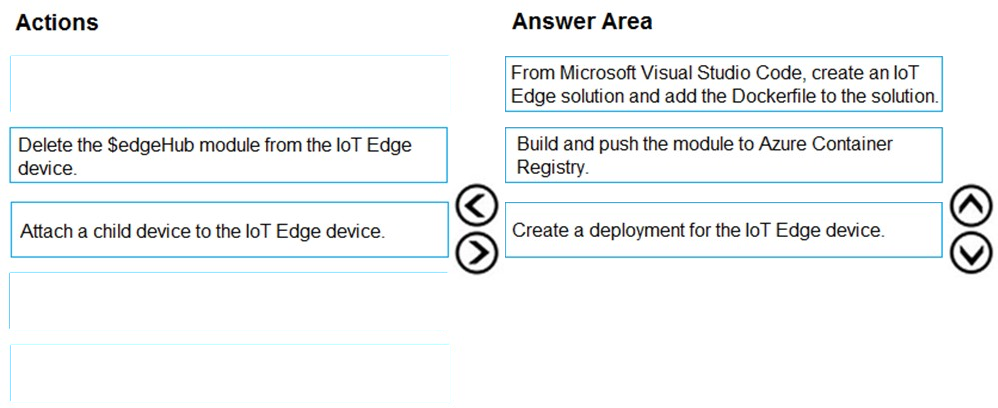 Actions
Answer Area
From Microsoft Visual Studio Code, create an IoT
Edge solution and add the Dockerfile to the solution.
Delete the $edgeHub module from the IoT Edge
device.
Build and push the module to Azure Container
Registry.
Attach a child device to the IoT Edge device.
Create a deployment for the IoT Edge device.